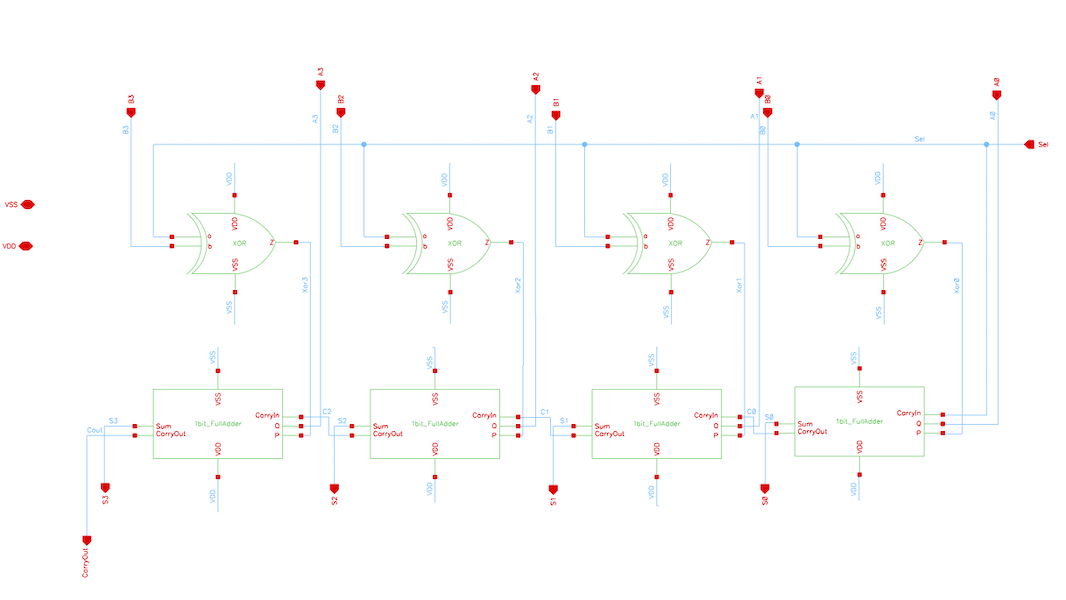 A3
A2
A1
A0
B3
B2
B1
B0
B3
A3
B2
A2
B1
A1
B0
A0
Sel
Sel
VDD
VDD
VDD
VDD
VSS
VDD
a
b
XOR
VDD
VSS
Z
a
b
XOR
VDD
VSS
Z
a
b
XOR
VDD
VSS
Z
a
b
XOR
VDD
VSS
Z
VSS
Xor3
VSS
Xor2
VSS
Xor1
VSS
Xor0
VSS
VSS
VSS
VSS
S3
Cout
Sum
CarryOut
VSS
1bit_FullAdder
VDD
CarryIn
Q
P
C2
S2
Sum
CarryOut
VSS
1bit_FullAdder
VDD
CarryIn
Q
P
C1
S1
Sum
CarryOut
VSS
1bit_FullAdder
VDD
CarryIn
Q
P
C0
S0
Sum
CarryOut
VSS
1bit_FullAdder
VDD
CarryIn
Q
P
VDD
VDD
VDD
VDD
S3
S2
S1
S0
CarryOut